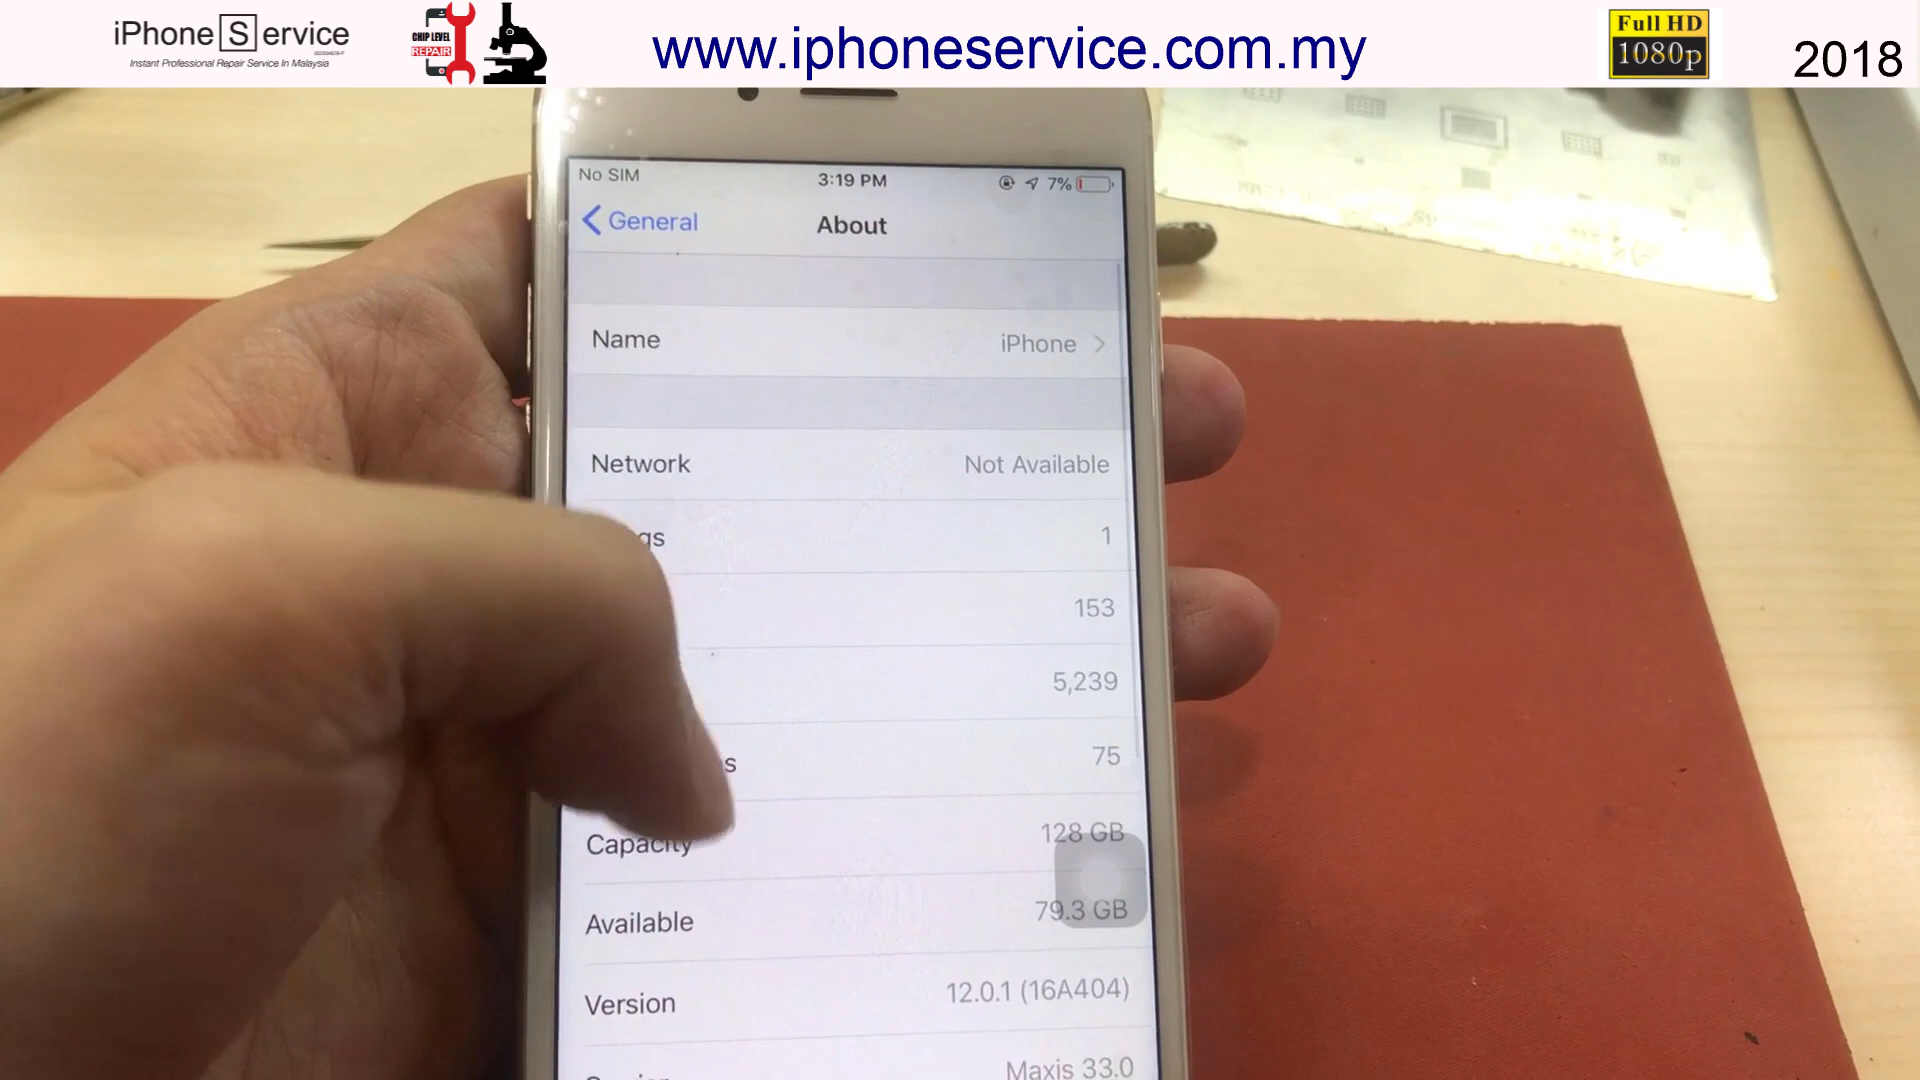 iPhone S ervice
Instant Professional Repair Service In Malaysia
CHIP LEVEL
REPAIR
www.iphoneservice.com.my
Full HD
1080p
2018
No SIM
3:19 PM
7%
General
About
Name
iPhone
Network
Not Available
gs
1
153
5,239
s
75
Capacity
128 GB
Available
79.3 GB
Version
12.0.1 (16A404)
Maxis 33.0